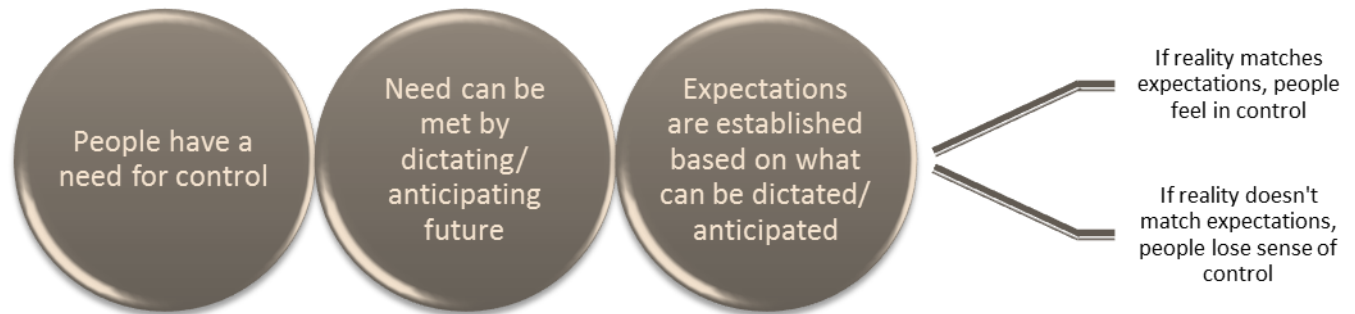 People have a
need for control
Need can be
met by
dictating/
anticipating
future
Expectations
are established
based on what
can be dictated/
anticipated
If reality matches
expectations, people
feel in control
If reality doesn't
match expectations,
people lose sense of
control